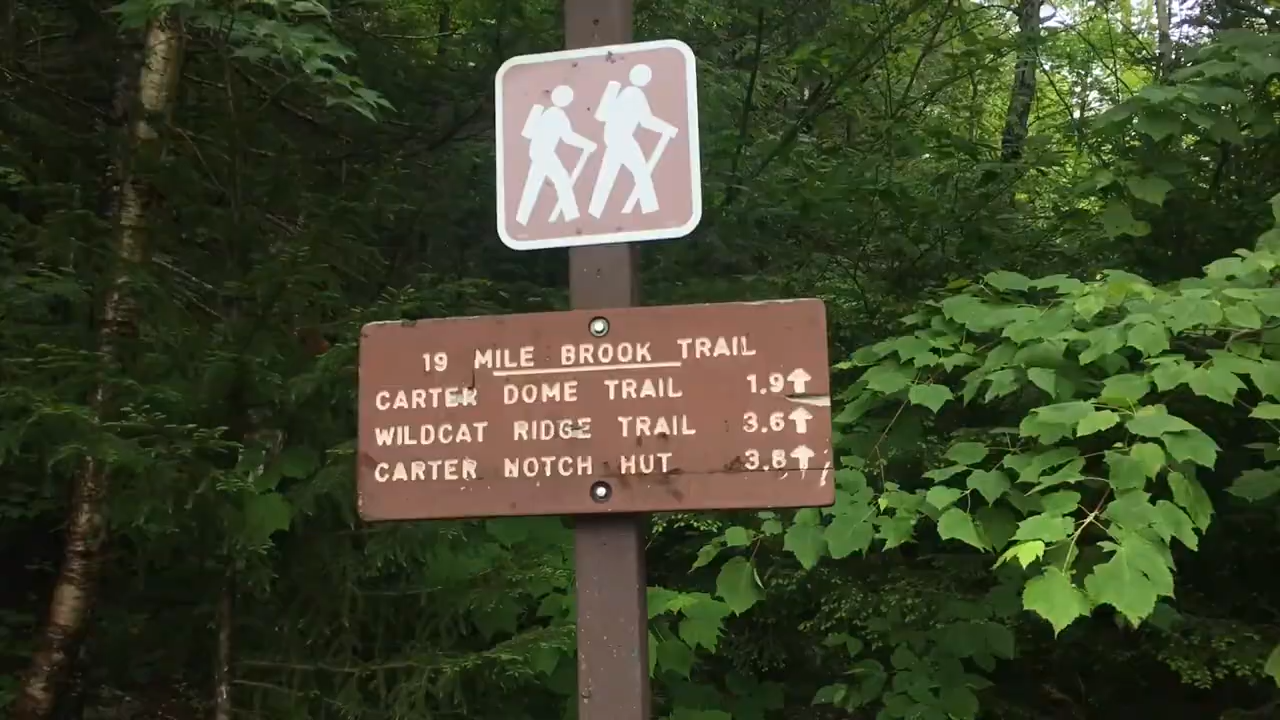 19 MILE BROOK TRAIL
CARTER DOME TRAIL 1.9
WILDCAT RIDGE TRAIL 3.6
CARTER NOTCH HUT 3.8